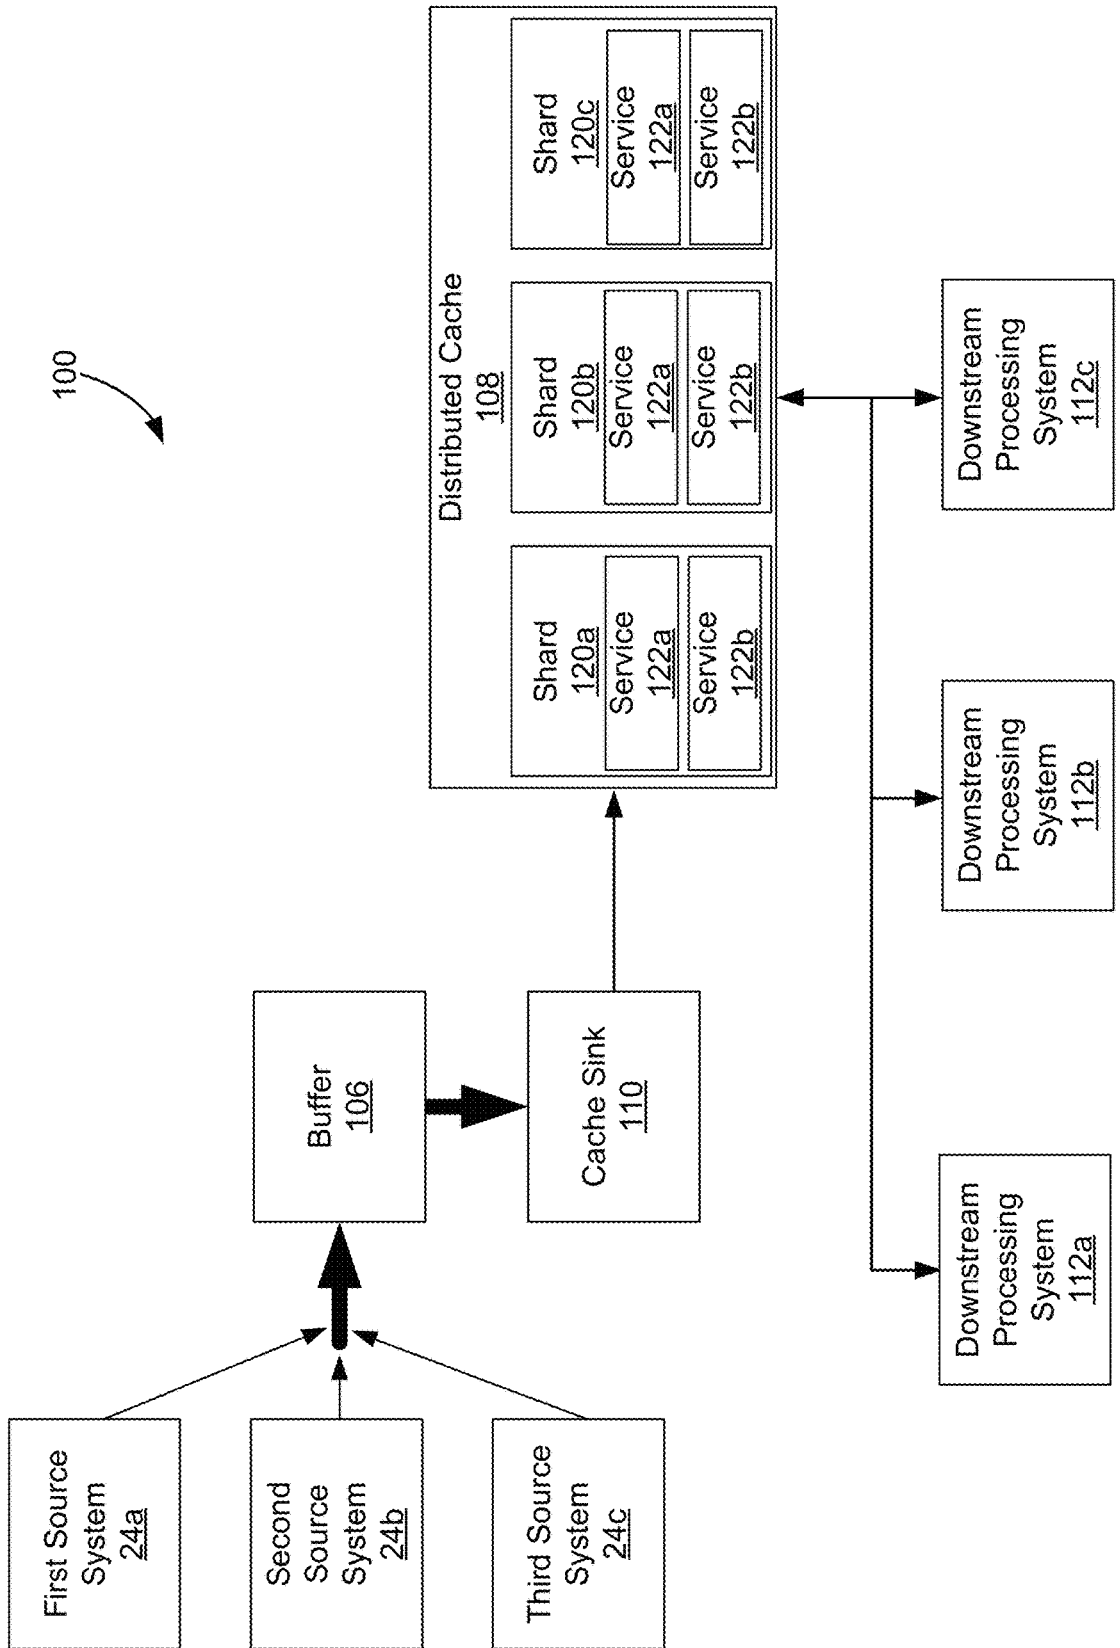 100
First Source
System
24a
Second
Source
System
24b
Third Source
System
24c
Buffer
106
Cache Sink
110
Distributed Cache
108
Shard
120a
Service
122a
Service
122b
Shard
120b
Service
122a
Service
122b
Shard
120c
Service
122a
Service
122b
Downstream
Processing
System
112a
Downstream
Processing
System
112b
Downstream
Processing
System
112c